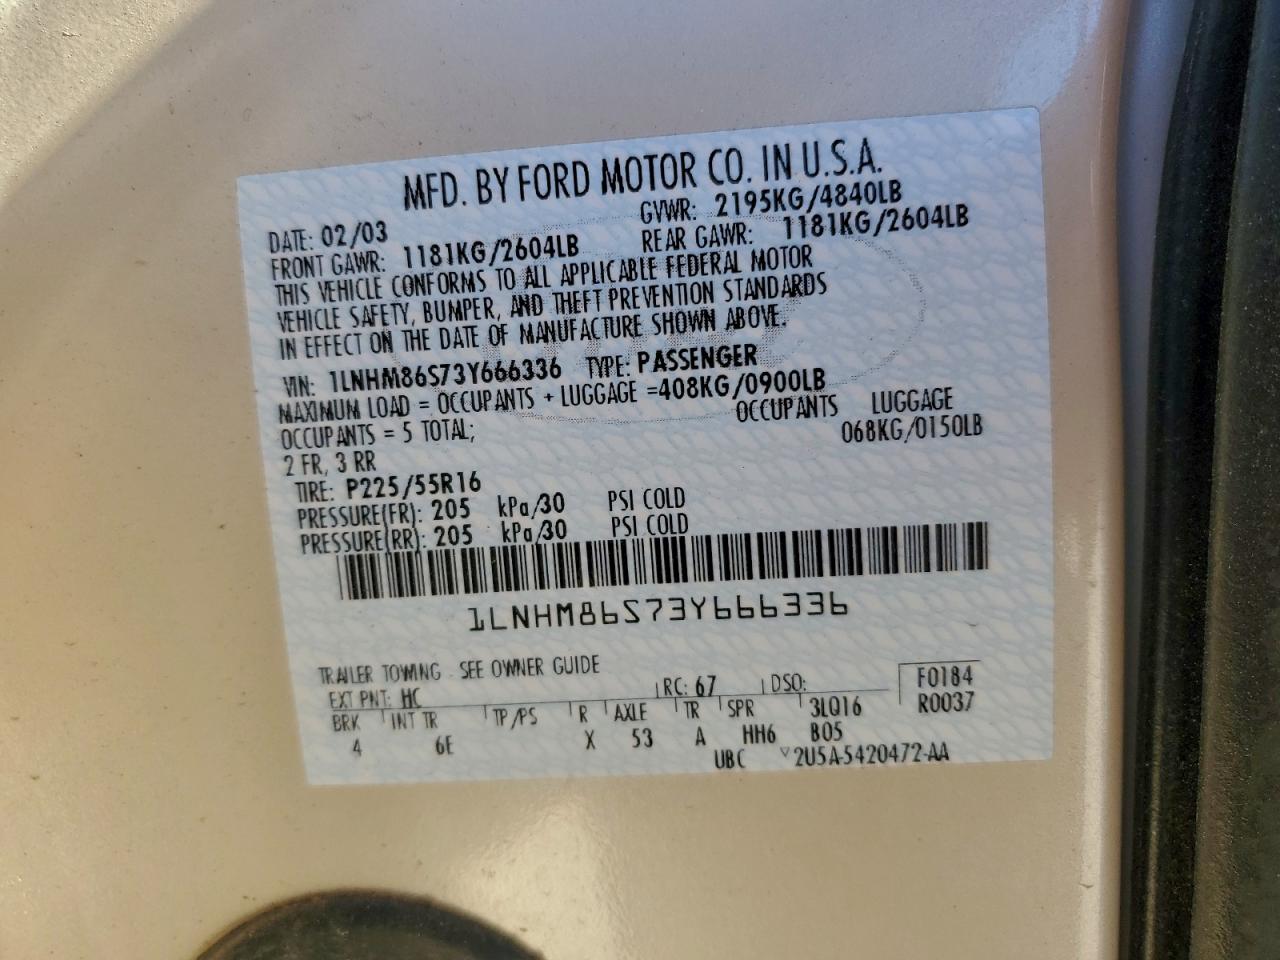 MFD. BY FORD MOTOR CO. IN U.S.A.
DATE: 02/03 GVWR: 2195KG/4840LB
FRONT GAWR: 1181KG/2604LB REAR GAWR: 1181KG/2604LB
THIS VEHICLE CONFORMS TO ALL APPLICABLE FEDERAL MOTOR
VEHICLE SAFETY, BUMPER, AND THEFT PREVENTION STANDARDS
IN EFFECT ON THE DATE OF MANUFACTURE SHOWN ABOVE.
VIN: 1LNHM86S73Y666336 TYPE: PASSENGER
MAXIMUM LOAD = OCCUPANTS + LUGGAGE =408KG/0900LB
OCCUPANTS = 5 TOTAL; OCCUPANTS LUGGAGE
2 FR, 3 RR 068KG/0150LB
TIRE: P225/55R16
PRESSURE(FR): 205 kPa/30 PSI COLD
PRESSURE(RR): 205 kPa/30 PSI COLD
1LNHM86S73Y666336
TRAILER TOWING - SEE OWNER GUIDE
EXT PNT: HC RC: 67 DSO: F0184
BRK INT TR TP/PS R AXLE TR SPR 3LQ16 R0037
4 6E X 53 A HH6 B05
UBC ▽2U5A-5420472-AA